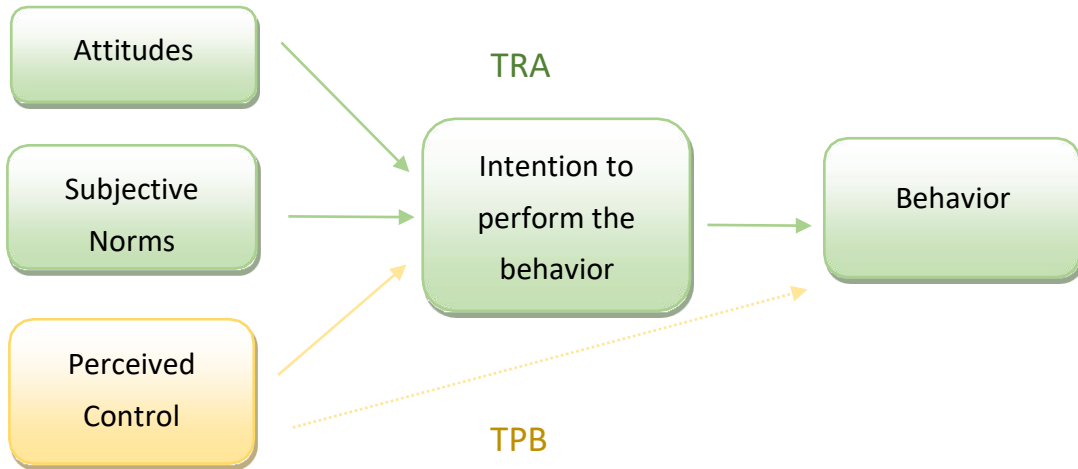 Attitudes
TRA
Subjective
Norms
Intention to
perform the
behavior
Behavior
Perceived
Control
TPB